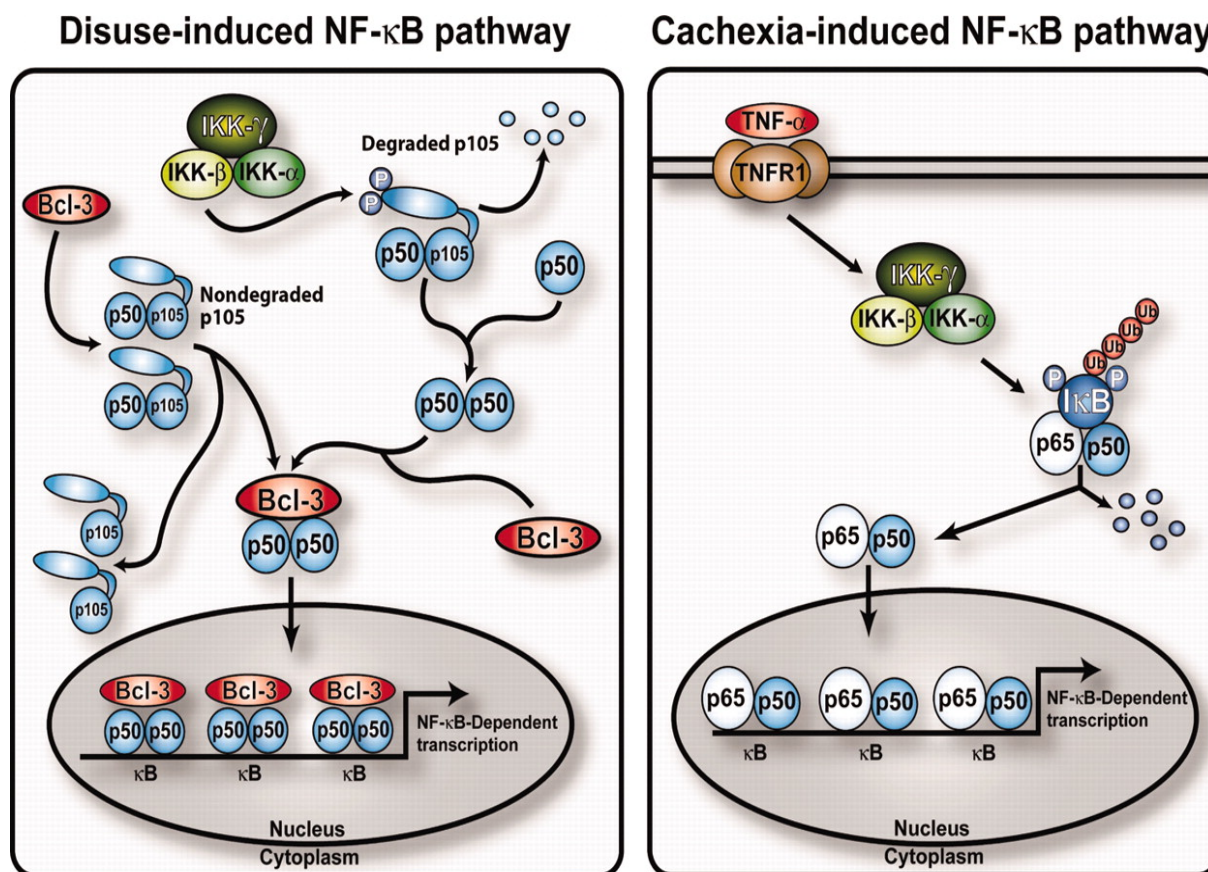 Disuse-induced NF-κB pathway
IKK-γ
IKK-β
IKK-α
Degraded p105
P
P
Bcl-3
p50
p105
p50
Nondegraded
p105
p50
p105
p50
p105
p50
p50
Bcl-3
p50
p50
Bcl-3
p105
p105
Bcl-3
Bcl-3
Bcl-3
p50
p50
p50
p50
p50
p50
κB
κB
κB
NF-κB-Dependent
transcription
Nucleus
Cytoplasm
Cachexia-induced NF-κB pathway
TNF-α
TNFR1
IKK-γ
IKK-β
IKK-α
Ub
Ub
Ub
Ub
P
P
IκB
p65
p50
p65
p50
p65
p50
p65
p50
p65
p50
κB
κB
κB
NF-κB-Dependent
transcription
Nucleus
Cytoplasm